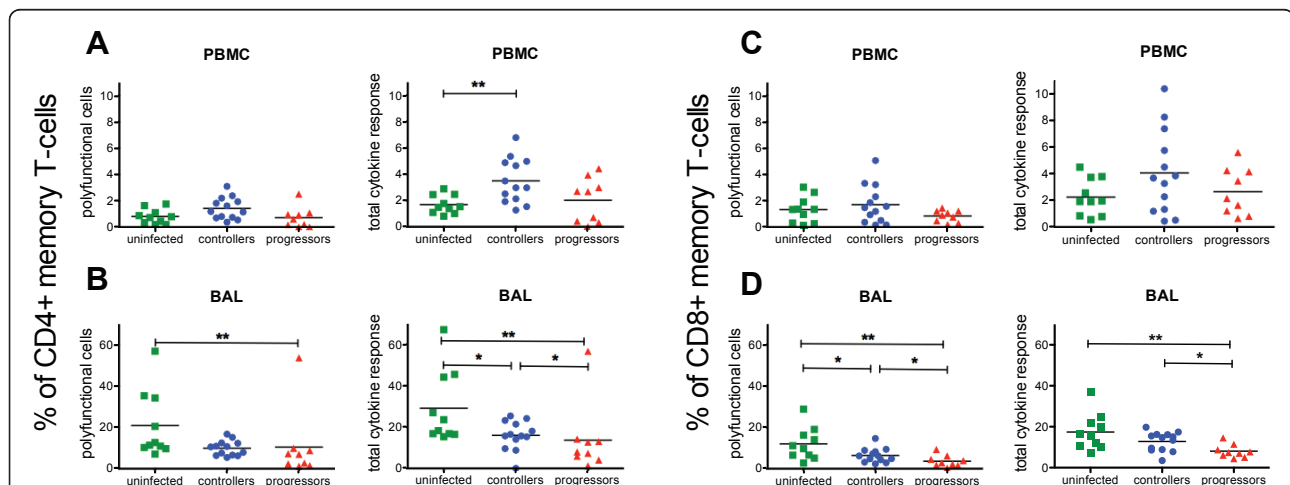 A
PBMC
% of CD4+ memory T-cells
polyfunctional cells
10
8
6
4
2
0
uninfected controllers progressors
PBMC
**
total cytokine response
10
8
6
4
2
0
uninfected controllers progressors
B
BAL
**
polyfunctional cells
60
40
20
0
uninfected controllers progressors
BAL
**
* *
total cytokine response
60
40
20
0
uninfected controllers progressors
C
PBMC
% of CD8+ memory T-cells
polyfunctional cells
10
8
6
4
2
0
uninfected controllers progressors
PBMC
total cytokine response
10
8
6
4
2
0
uninfected controllers progressors
D
BAL
**
* *
polyfunctional cells
60
40
20
0
uninfected controllers progressors
BAL
**
*
total cytokine response
60
40
20
0
uninfected controllers progressors